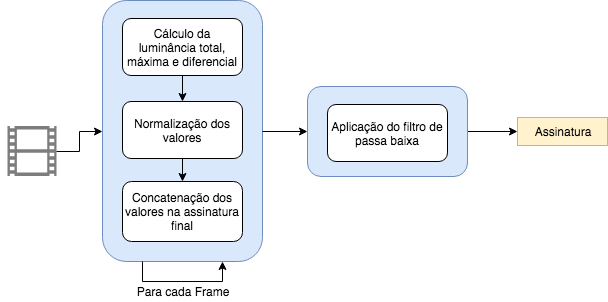 Cálculo da
luminância total,
máxima e diferencial
Normalização dos
valores
Concatenação dos
valores na assinatura
final
Para cada Frame
Aplicação do filtro de
passa baixa
Assinatura